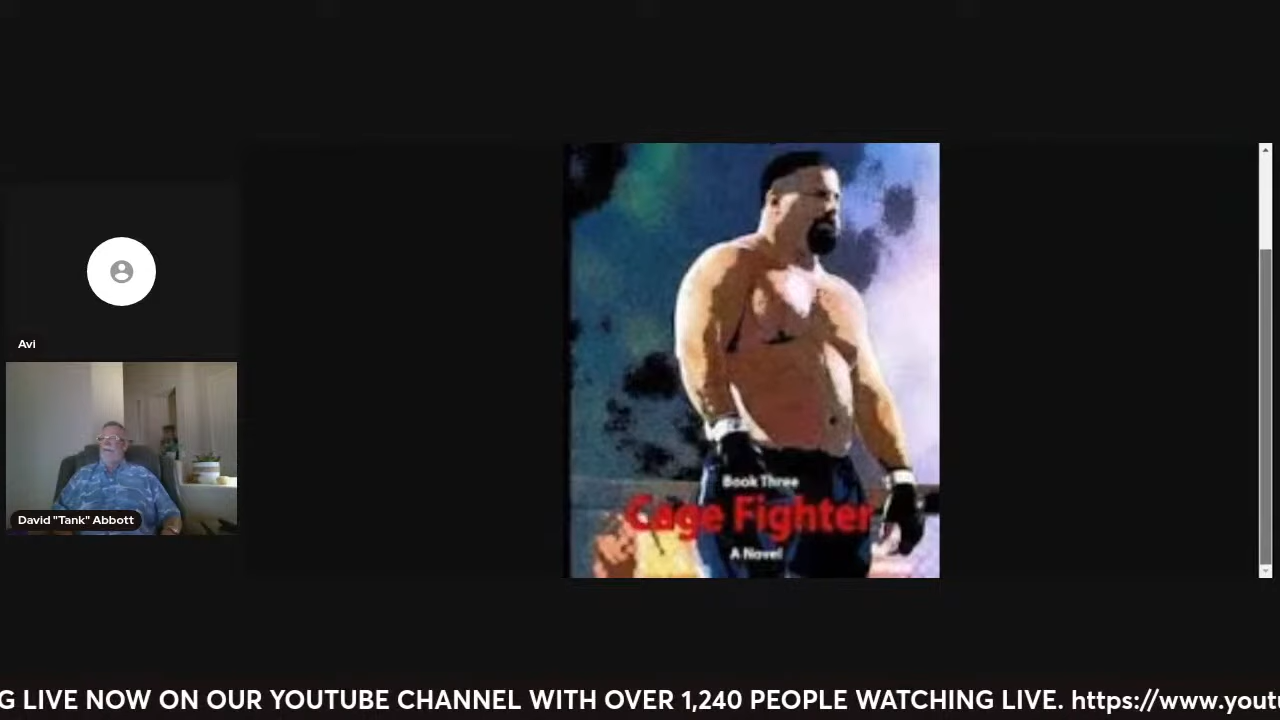 Avi
David "Tank" Abbott
Book Three
Cage Fighter
A Novel
G LIVE NOW ON OUR YOUTUBE CHANNEL WITH OVER 1,240 PEOPLE WATCHING LIVE. https://www.yout